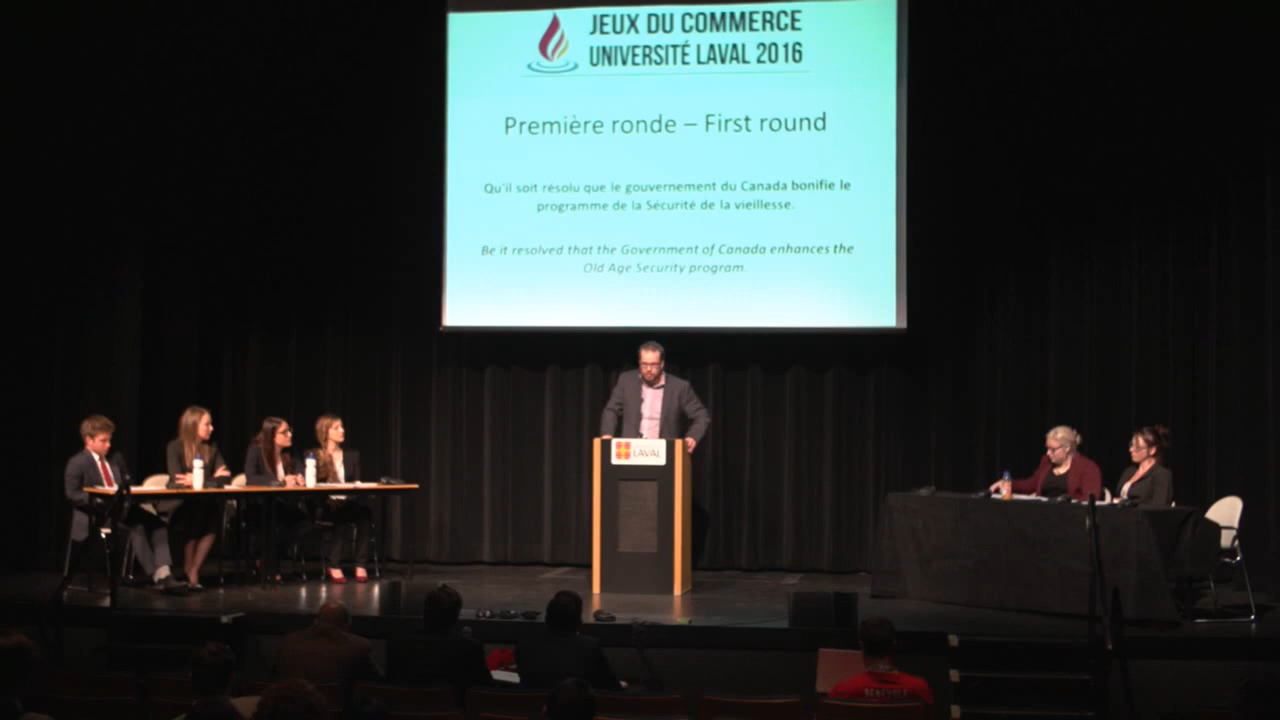 JEUX DU COMMERCE
UNIVERSITÉ LAVAL 2016
Première ronde – First round
Qu'il soit résolu que le gouvernement du Canada bonifie le
programme de la Sécurité de la vieillesse.
Be it resolved that the Government of Canada enhances the
Old Age Security program.
LAVAL
BÉNÉVOLE